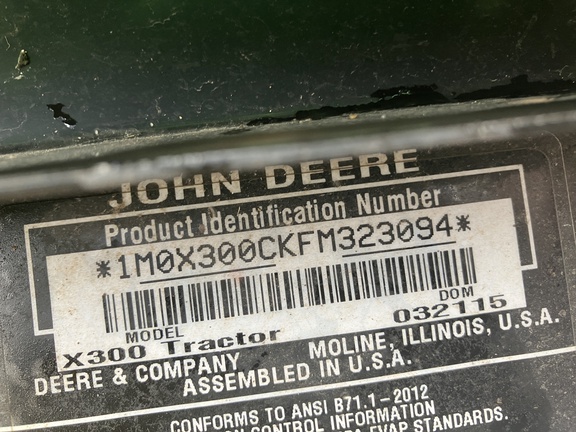 JOHN DEERE
Product Identification Number
*1M0X300CKFM323094*
MODEL DOM
X300 Tractor 032115
DEERE & COMPANY MOLINE, ILLINOIS, U.S.A.
ASSEMBLED IN U.S.A.
CONFORMS TO ANSI B71.1-2012
CONTROL INFORMATION
EVAP STANDARDS.